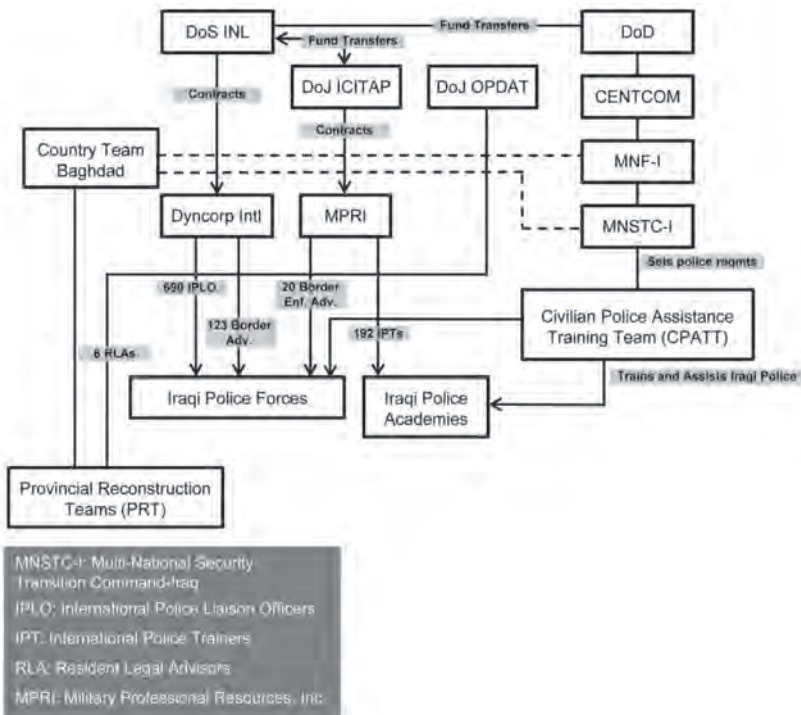 DoS INL
Fund Transfers
DoD
Fund Transfers
DoJ ICITAP
DoJ OPDAT
CENTCOM
Contracts
Contracts
Country Team
Baghdad
MNF-I
Dyncorp Intl
MPRI
MNSTC-I
Sets police rqmts
690 IPLO
20 Border
Enf. Adv.
123 Border
Adv.
192 IPTs
6 RLAs
Civilian Police Assistance
Training Team (CPATT)
Trains and Assists Iraqi Police
Iraqi Police Forces
Iraqi Police
Academies
Provincial Reconstruction
Teams (PRT)
MNSTC-I: Multi-National Security
Transition Command-Iraq
IPLO: International Police Liaison Officers
IPT: International Police Trainers
RLA: Resident Legal Advisors
MPRI: Military Professional Resources, Inc